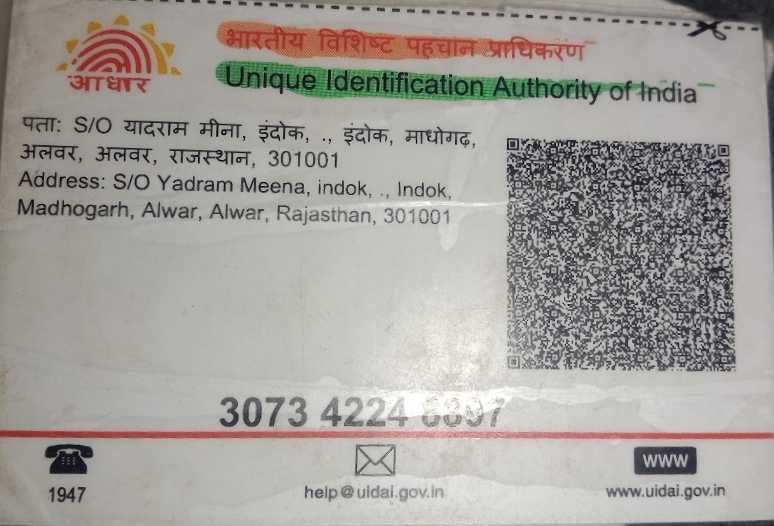 भारतीय विशिष्ट पहचान प्राधिकरण
आधार
Unique Identification Authority of India
पता: S/O यादराम मीना, इंदोक, ., इंदोक, माधोगढ़,
अलवर, अलवर, राजस्थान, 301001
Address: S/O Yadram Meena, indok, ., Indok,
Madhogarh, Alwar, Alwar, Rajasthan, 301001
3073 4224
www
1947
help@uidai.gov.in
www.uidai.gov.in